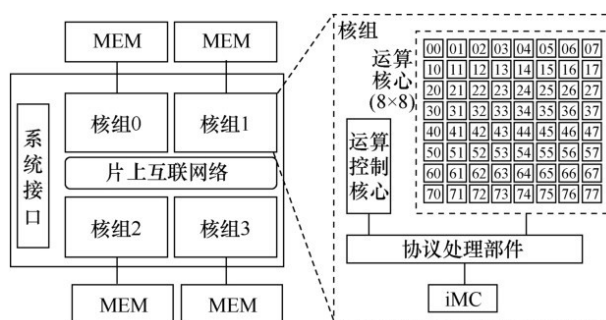 MEM
MEM
系统接口
核组0
核组1
片上互联网络
核组2
核组3
MEM
MEM
核组
运算
核心
(8×8)
00 01 02 03 04 05 06 07
10 11 12 13 14 15 16 17
20 21 22 23 24 25 26 27
30 31 32 33 34 35 36 37
40 41 42 43 44 45 46 47
50 51 52 53 54 55 56 57
60 61 62 63 64 65 66 67
70 71 72 73 74 75 76 77
运算
控制
核心
协议处理部件
iMC